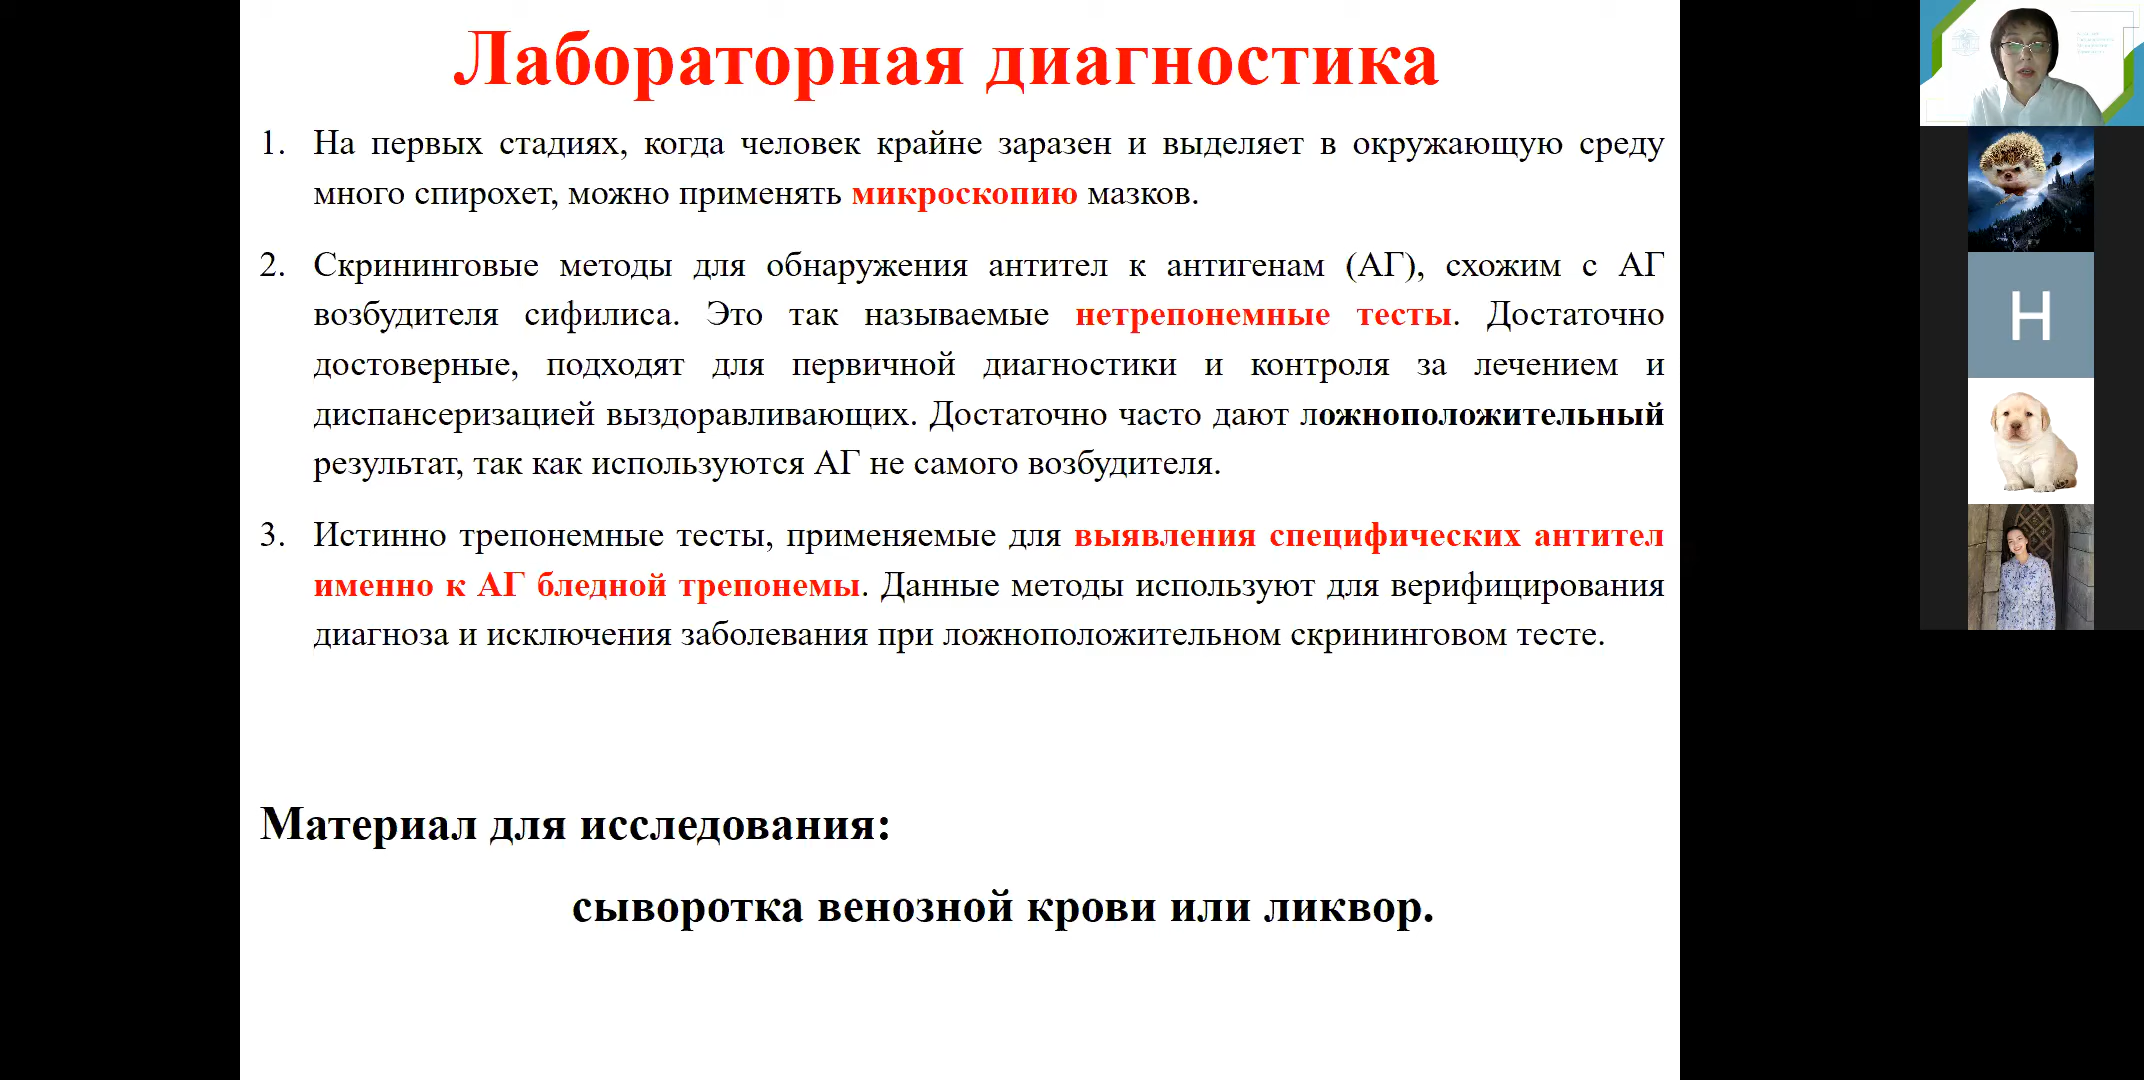 Лабораторная диагностика
1. На первых стадиях, когда человек крайне заразен и выделяет в окружающую среду
много спирохет, можно применять микроскопию мазков.
2. Скрининговые методы для обнаружения антител к антигенам (АГ), схожим с АГ
возбудителя сифилиса. Это так называемые нетрепонемные тесты. Достаточно
достоверные, подходят для первичной диагностики и контроля за лечением и
диспансеризацией выздоравливающих. Достаточно часто дают ложноположительный
результат, так как используются АГ не самого возбудителя.
3. Истинно трепонемные тесты, применяемые для выявления специфических антител
именно к АГ бледной трепонемы. Данные методы используют для верифицирования
диагноза и исключения заболевания при ложноположительном скрининговом тесте.
Материал для исследования:
сыворотка венозной крови или ликвор.
Н